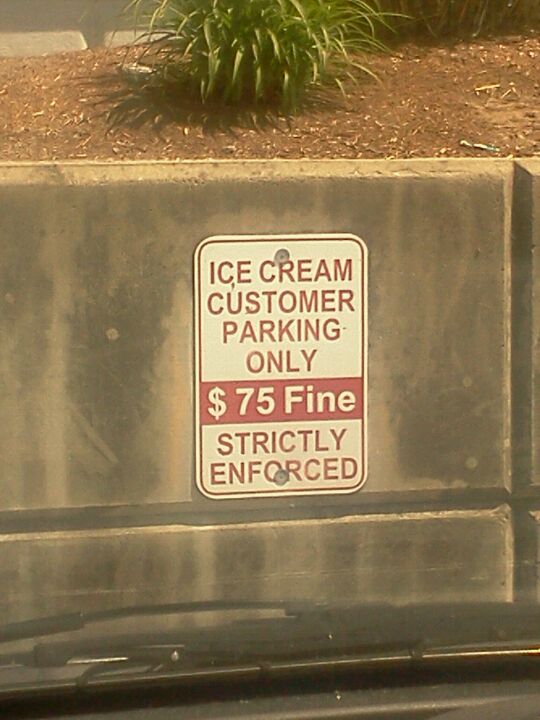 ICE CREAM
CUSTOMER
PARKING
ONLY
$ 75 Fine
STRICTLY
ENFORCED